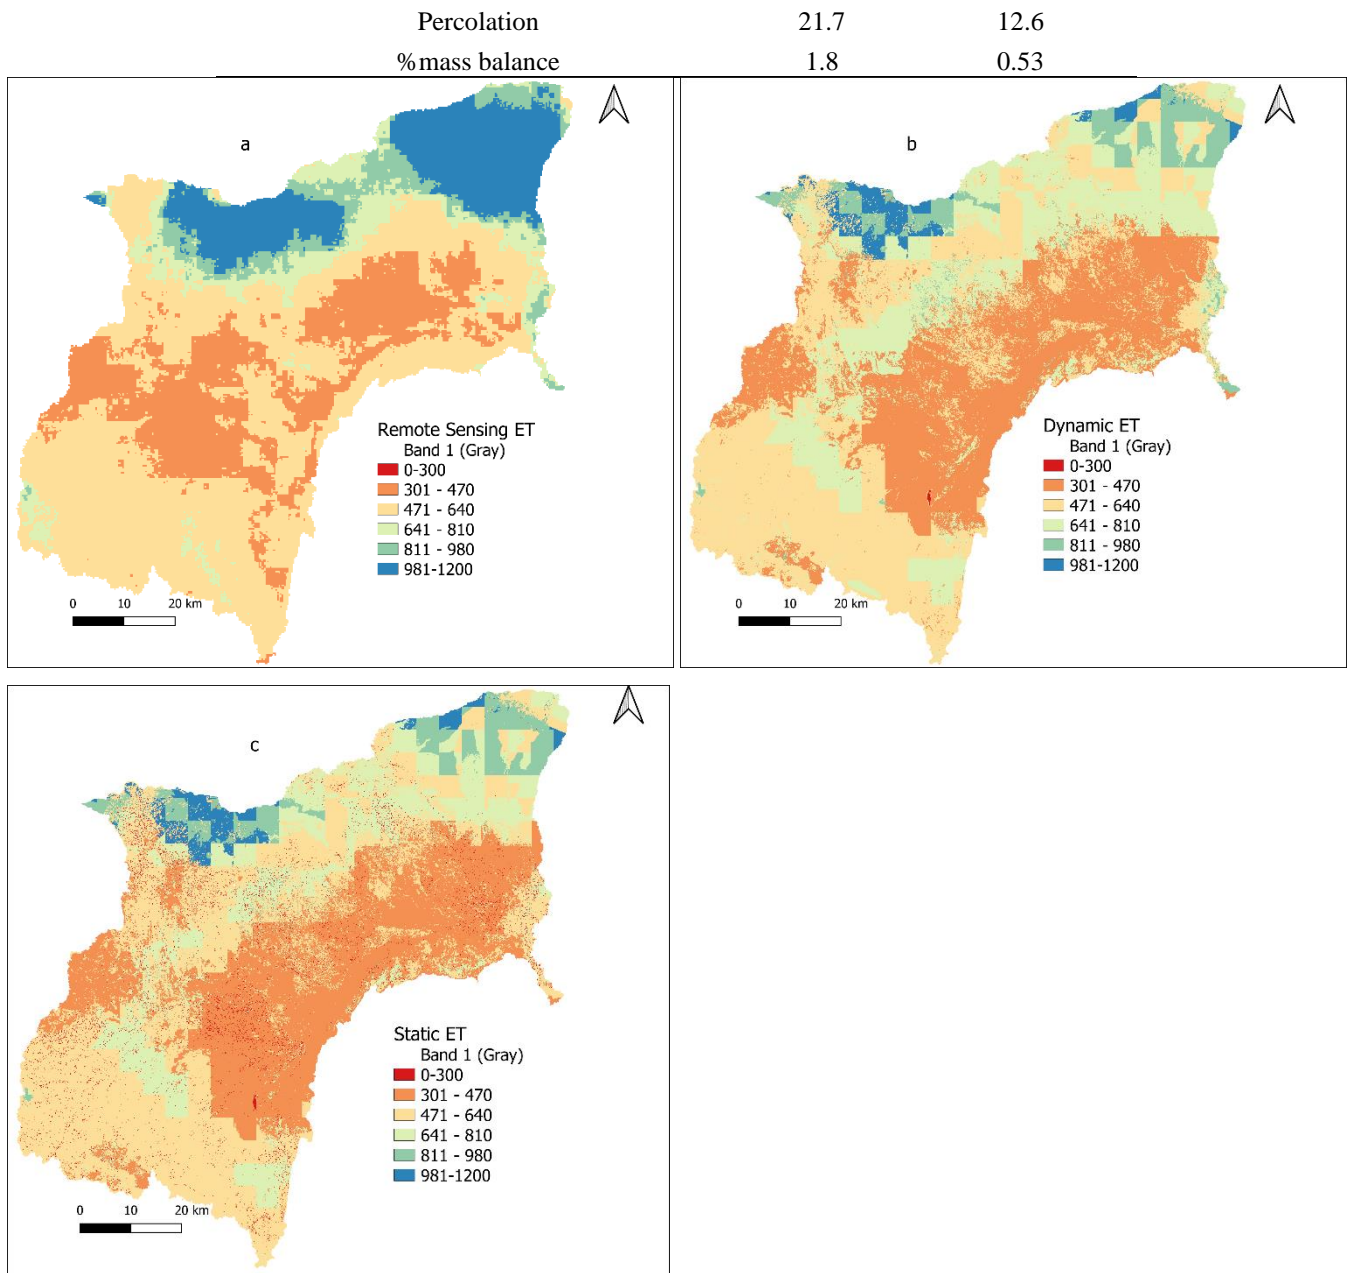 Percolation 21.7 12.6
%mass balance 1.8 0.53
a
Remote Sensing ET
Band 1 (Gray)
0-300
301 - 470
471 - 640
641 - 810
811 - 980
981-1200
0 10 20 km
b
Dynamic ET
Band 1 (Gray)
0-300
301 - 470
471 - 640
641 - 810
811 - 980
981-1200
0 10 20 km
c
Static ET
Band 1 (Gray)
0-300
301 - 470
471 - 640
641 - 810
811 - 980
981-1200
0 10 20 km